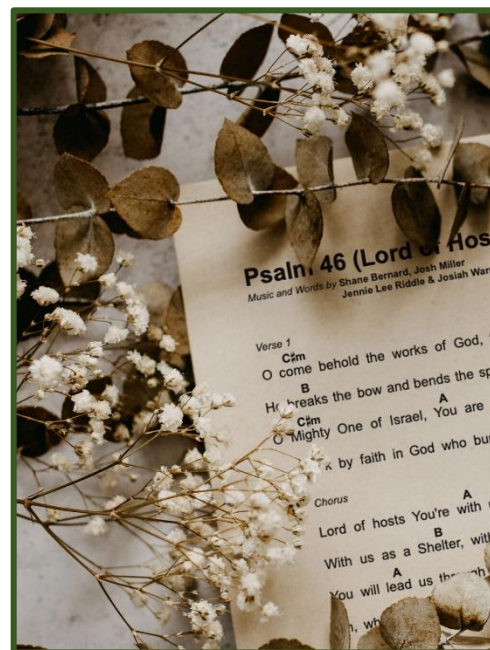 Psalm 46 (Lord of Hos
Music and Words by Shane Bernard, Josh Miller
Jennie Lee Riddle & Josiah War
Verse 1
C♯m
O come behold the works of God,
B
He breaks the bow and bends the sp
C♯m A
O Mighty One of Israel, You are
by faith in God who bu
Chorus
A
Lord of hosts You're with
B
With us as a Shelter, wit
A
You will lead us through